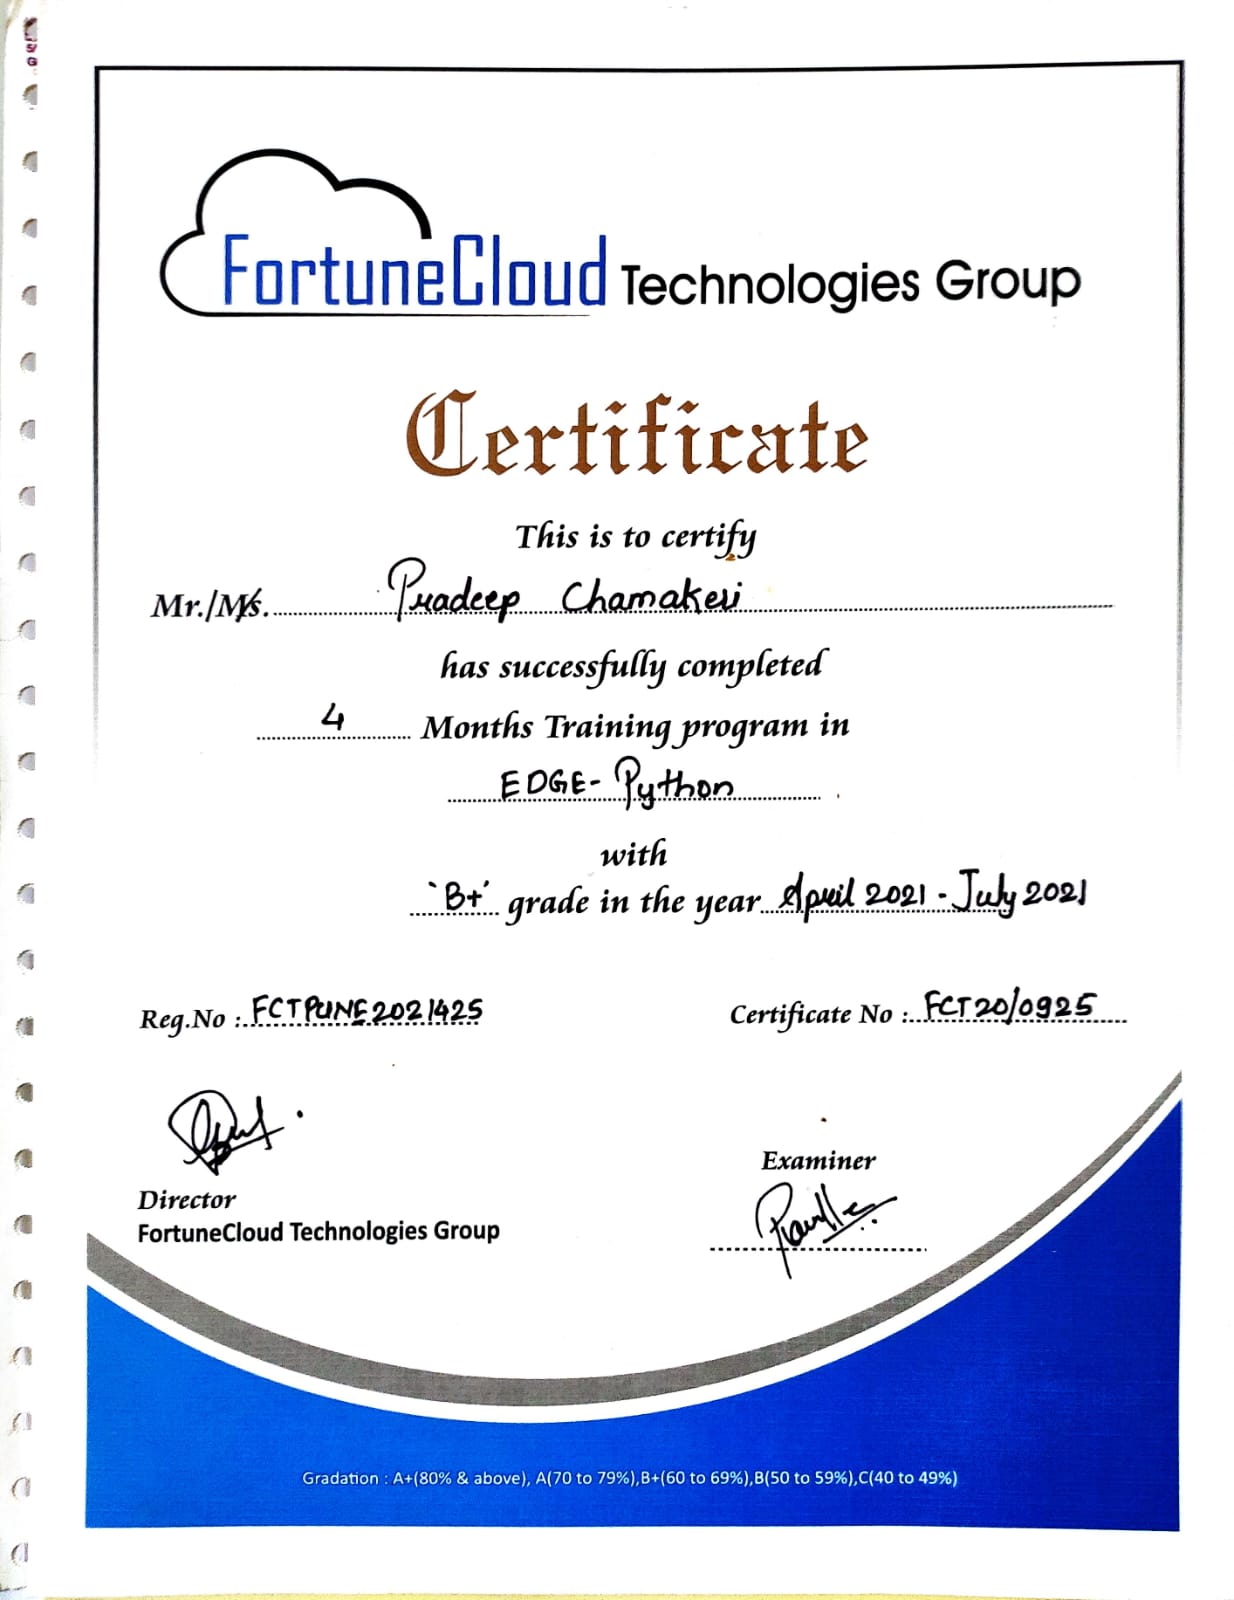 FortuneCloud Technologies Group
Certificate
This is to certify
Mr./Ms. Pradeep Chamakeri
has successfully completed
4 Months Training program in
EDGE-Python
with
'B+' grade in the year April 2021 - July 2021
Reg.No : FCTPUNE2021425 Certificate No : FCT20/0925
Examiner
Director
FortuneCloud Technologies Group
Gradation : A+(80% & above), A(70 to 79%),B+(60 to 69%),B(50 to 59%),C(40 to 49%)